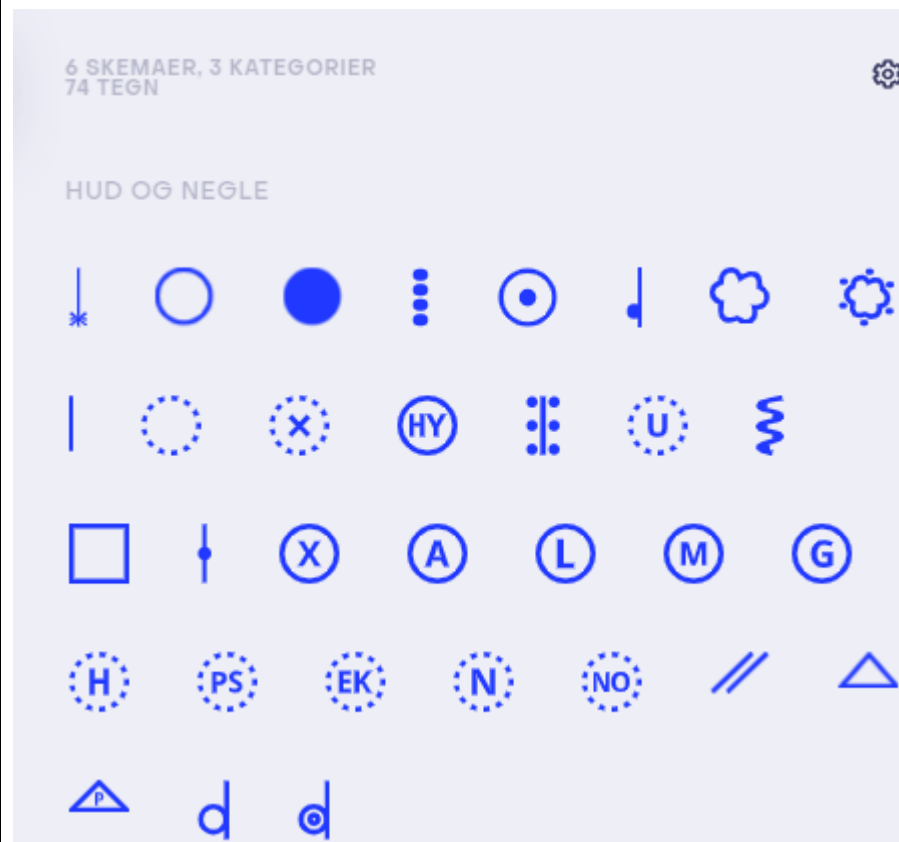 6 SKEMAER, 3 KATEGORIER
74 TEGN
HUD OG NEGLE
HY U
X A L M G
H PS EK N NO
P